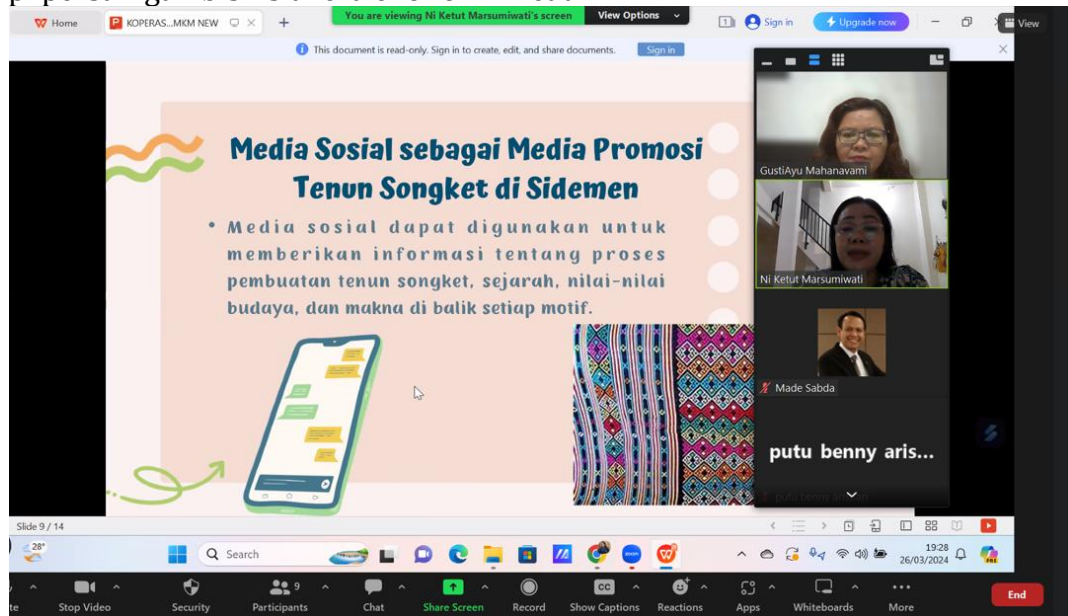 Home
KOPERAS...MKM NEW
You are viewing Ni Ketut Marsumiwati's screen
View Options
1
Sign in
Upgrade now
View
This document is read-only. Sign in to create, edit, and share documents.
Sign in
Media Sosial sebagai Media Promosi
Tenun Songket di Sidemen
• Media sosial dapat digunakan untuk
memberikan informasi tentang proses
pembuatan tenun songket, sejarah, nilai-nilai
budaya, dan makna di balik setiap motif.
GustiAyu Mahanavami
Ni Ketut Marsumiwati
Made Sabda
putu benny aris...
Slide 9 / 14
28°
Search
19:28
26/03/2024
PRE
Stop Video
Security
Participants
9
Chat
Share Screen
Record
CC
Show Captions
Reactions
Apps
Whiteboards
More
End